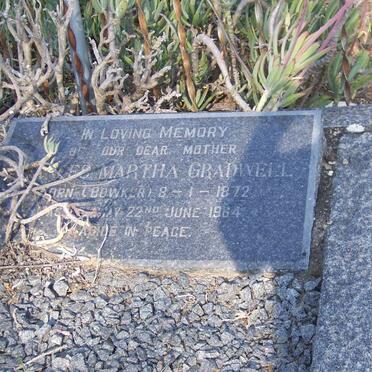 IN LOVING MEMORY
OF OUR DEAR MOTHER
MARTHA GRADWELL
BORN (BOWKER) 8 - 1 - 1872
22ND JUNE 1964
IN PEACE.